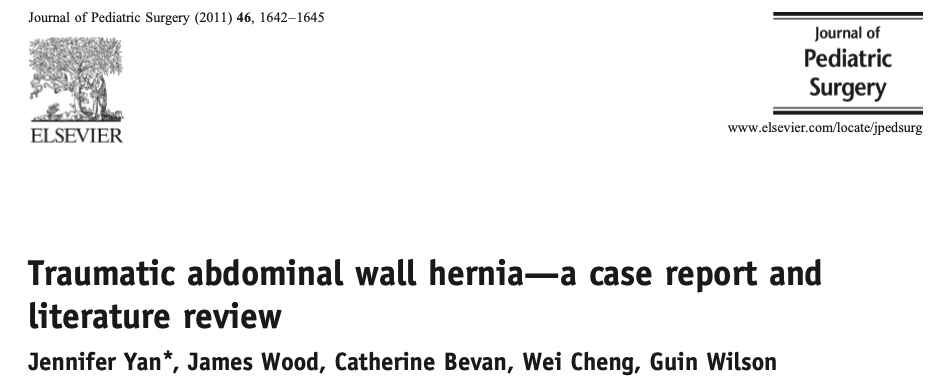 Journal of Pediatric Surgery (2011) 46, 1642–1645
Journal of
Pediatric
Surgery
ELSEVIER
www.elsevier.com/locate/jpedsurg
Traumatic abdominal wall hernia—a case report and
literature review
Jennifer Yan*, James Wood, Catherine Bevan, Wei Cheng, Guin Wilson